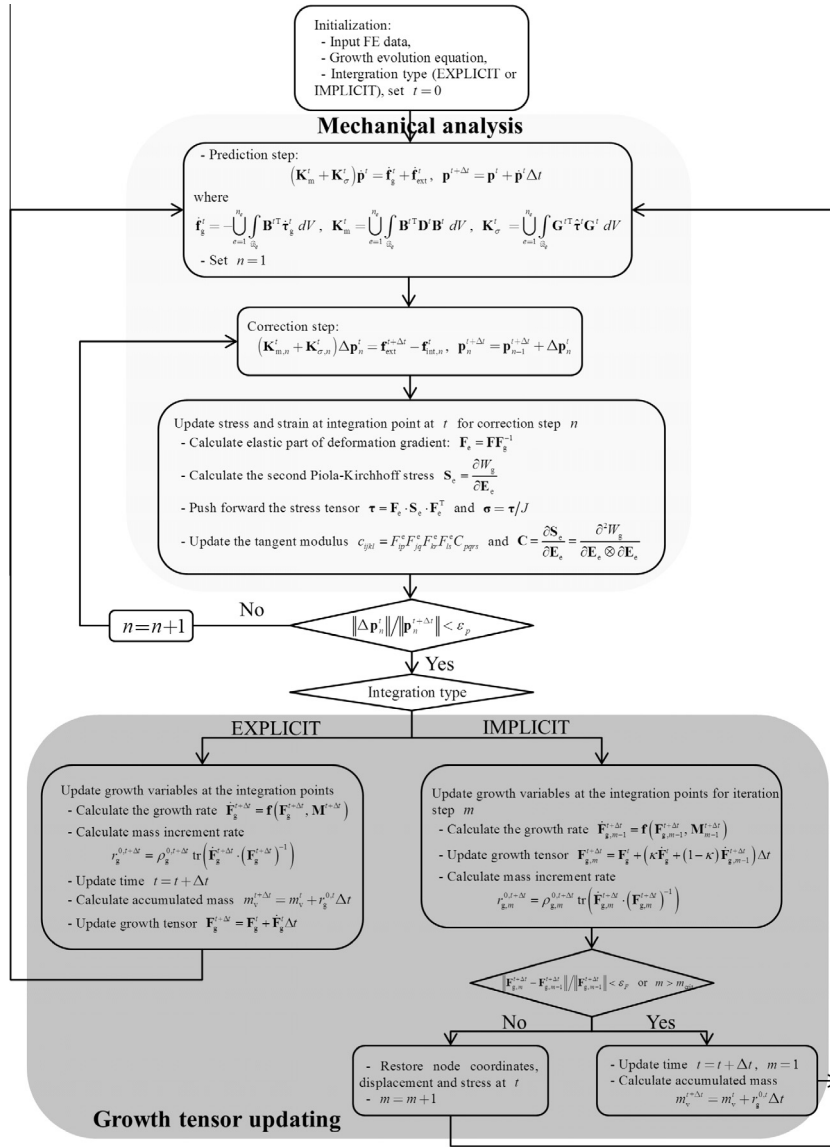 Initialization:
- Input FE data,
- Growth evolution equation,
- Intergration type (EXPLICIT or
IMPLICIT), set t = 0
Mechanical analysis
- Prediction step:
(K_m^t + K_σ^t) ṗ^t = ḟ_g^t + ḟ_ext^t, p^{t+Δt} = p^t + ṗ^t Δt
where
ḟ_g^t = −⋃_{e=1}^{n_e} ∫ B^{tT} τ̇_g^t dV, K_m^t = ⋃_{e=1}^{n_e} ∫ B^{tT} D^t B^t dV, K_σ^t = ⋃_{e=1}^{n_e} ∫ G^{tT} τ̂^t G^t dV
- Set n = 1
Correction step:
(K_{m,n}^t + K_{σ,n}^t) Δp_n^t = f_ext^{t+Δt} − f_{int,n}^t, p_n^{t+Δt} = p_{n−1}^{t+Δt} + Δp_n^t
Update stress and strain at integration point at t for correction step n
- Calculate elastic part of deformation gradient: F_e = FF_g^{−1}
- Calculate the second Piola-Kirchhoff stress S_e = ∂W_g/∂E_e
- Push forward the stress tensor τ = F_e · S_e · F_e^T and σ = τ/J
- Update the tangent modulus c_{ijkl} = F_{ip}^e F_{jq}^e F_{kr}^e F_{ls}^e C_{pqrs} and C = ∂S_e/∂E_e = ∂²W_g/∂E_e ⊗ ∂E_e
No
n = n+1
‖Δp_n^t‖/‖p_n^{t+Δt}‖ < ε_p
Yes
Integration type
EXPLICIT
IMPLICIT
Update growth variables at the integration points
- Calculate the growth rate Ḟ_g^{t+Δt} = f(F_g^{t+Δt}, M^{t+Δt})
- Calculate mass increment rate
r_g^{0,t+Δt} = ρ_g^{0,t+Δt} tr(Ḟ_g^{t+Δt} · (F_g^{t+Δt})^{−1})
- Update time t = t + Δt
- Calculate accumulated mass m_v^{t+Δt} = m_v^t + r_g^{0,t} Δt
- Update growth tensor F_g^{t+Δt} = F_g^t + Ḟ_g^t Δt
Update growth variables at the integration points for iteration
step m
- Calculate the growth rate Ḟ_{g,m−1}^{t+Δt} = f(F_{g,m−1}^{t+Δt}, M_{m−1}^{t+Δt})
- Update growth tensor F_{g,m}^{t+Δt} = F_g^t + (κḞ_g^t + (1−κ)Ḟ_{g,m−1}^{t+Δt})Δt
- Calculate mass increment rate
r_{g,m}^{0,t+Δt} = ρ_{g,m}^{0,t+Δt} tr(Ḟ_{g,m}^{t+Δt} · (F_{g,m}^{t+Δt})^{−1})
‖F_{g,m}^{t+Δt} − F_{g,m−1}^{t+Δt}‖/‖F_{g,m−1}^{t+Δt}‖ < ε_F or m > m
No
Yes
- Restore node coordinates,
displacement and stress at t
- m = m + 1
- Update time t = t + Δt, m = 1
- Calculate accumulated mass
m_v^{t+Δt} = m_v^t + r_g^{0,t} Δt
Growth tensor updating